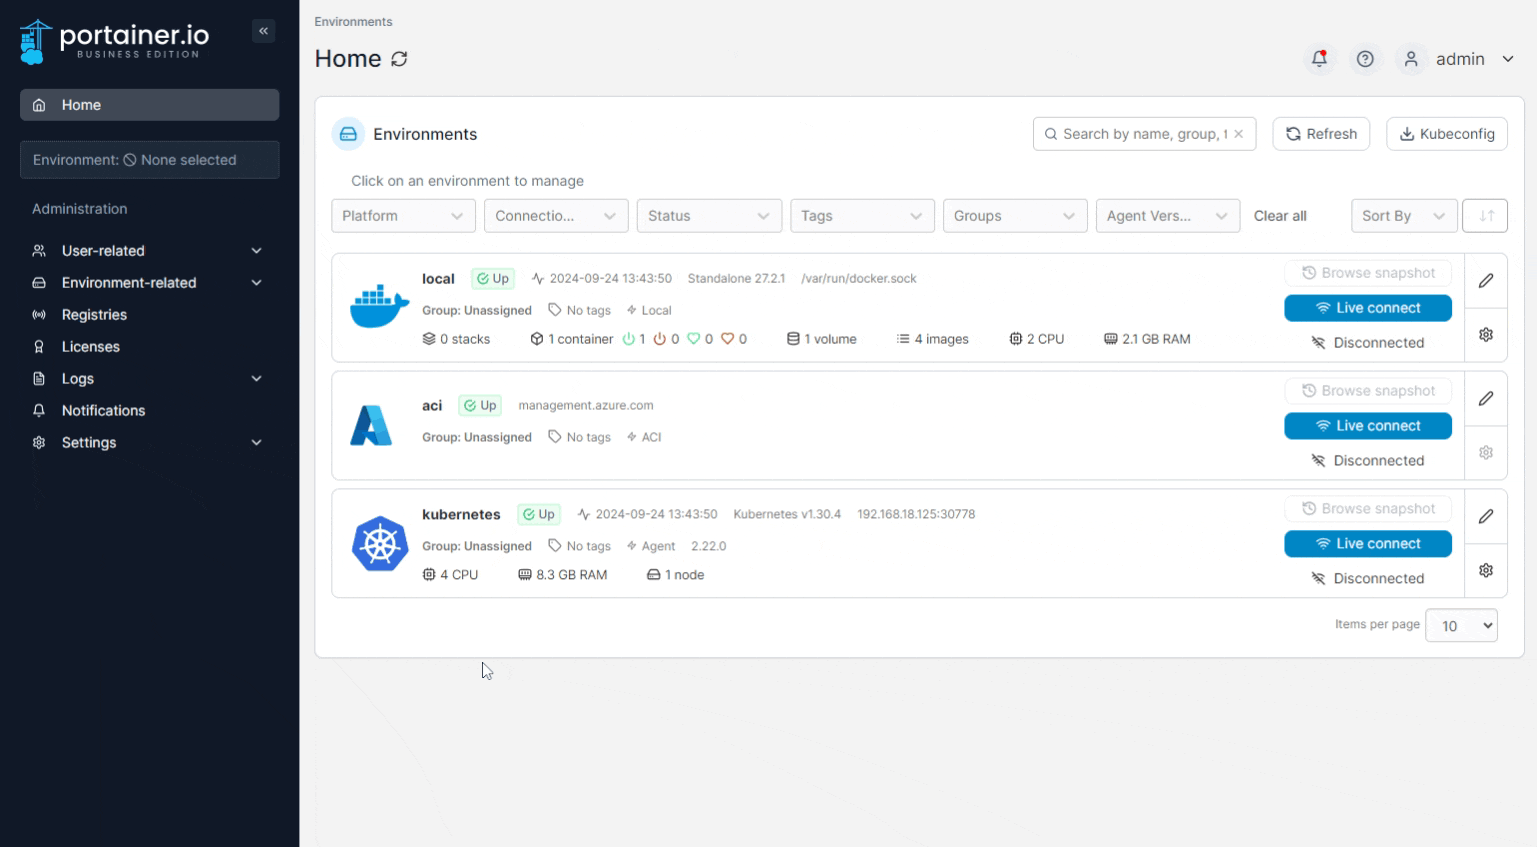 portainer.io
BUSINESS EDITION
Home
Environment: None selected
Administration
User-related
Environment-related
Registries
Licenses
Logs
Notifications
Settings
Environments
Home
admin
Environments
Search by name, group, t
Refresh
Kubeconfig
Click on an environment to manage
Platform
Connectio...
Status
Tags
Groups
Agent Vers...
Clear all
Sort By
local Up 2024-09-24 13:43:50 Standalone 27.2.1 /var/run/docker.sock
Group: Unassigned No tags Local
0 stacks 1 container 1 0 0 0 1 volume 4 images 2 CPU 2.1 GB RAM
Browse snapshot
Live connect
Disconnected
aci Up management.azure.com
Group: Unassigned No tags ACI
Browse snapshot
Live connect
Disconnected
kubernetes Up 2024-09-24 13:43:50 Kubernetes v1.30.4 192.168.18.125:30778
Group: Unassigned No tags Agent 2.22.0
4 CPU 8.3 GB RAM 1 node
Browse snapshot
Live connect
Disconnected
Items per page 10